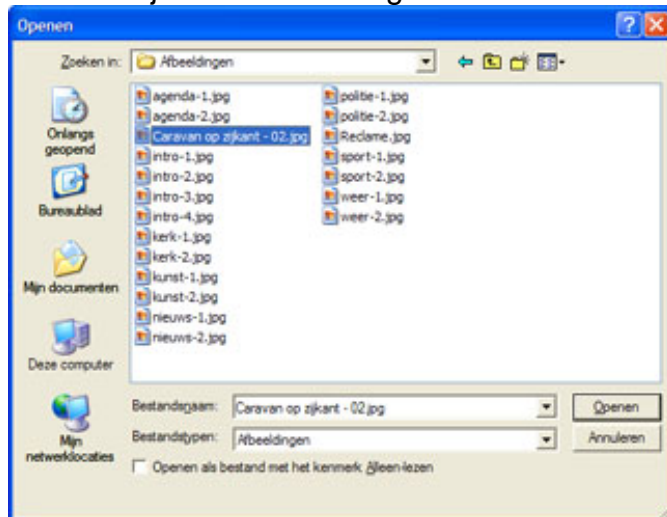 Openen
Zoeken in:
Afbeeldingen
Onlangs
geopend
Bureaublad
Mijn documenten
Deze computer
Mijn
netwerklocaties
agenda-1.jpg
agenda-2.jpg
Caravan op zijkant - 02.jpg
intro-1.jpg
intro-2.jpg
intro-3.jpg
intro-4.jpg
kerk-1.jpg
kerk-2.jpg
kunst-1.jpg
kunst-2.jpg
nieuws-1.jpg
nieuws-2.jpg
politie-1.jpg
politie-2.jpg
Reclame.jpg
sport-1.jpg
sport-2.jpg
weer-1.jpg
weer-2.jpg
Bestandsnaam: Caravan op zijkant - 02.jpg
Openen
Bestandstypen: Afbeeldingen
Annuleren
Openen als bestand met het kenmerk Alleen-lezen